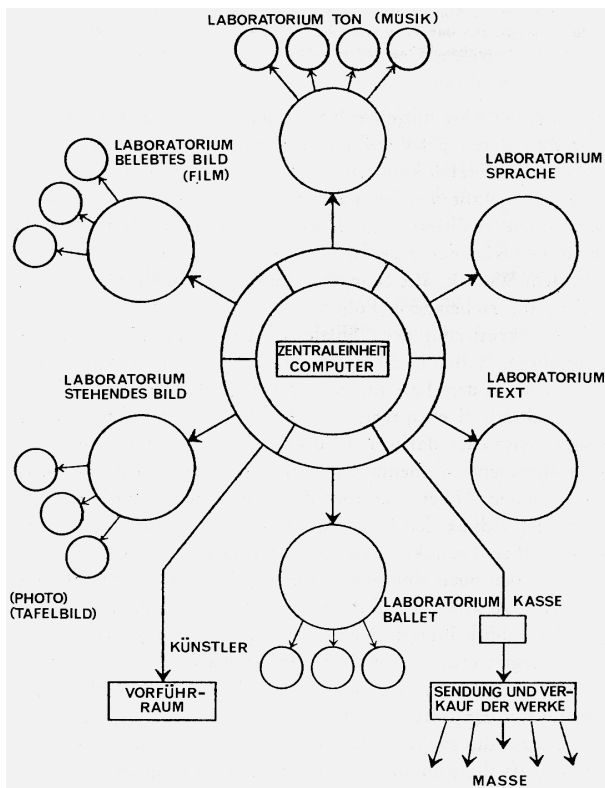 LABORATORIUM TON (MUSIK)
LABORATORIUM
BELEBTES BILD
(FILM)
LABORATORIUM
SPRACHE
ZENTRALEINHEIT
COMPUTER
LABORATORIUM
STEHENDES BILD
LABORATORIUM
TEXT
(PHOTO)
(TAFELBILD)
LABORATORIUM
BALLET
KASSE
KÜNSTLER
VORFÜHR-
RAUM
SENDUNG UND VER-
KAUF DER WERKE
MASSE